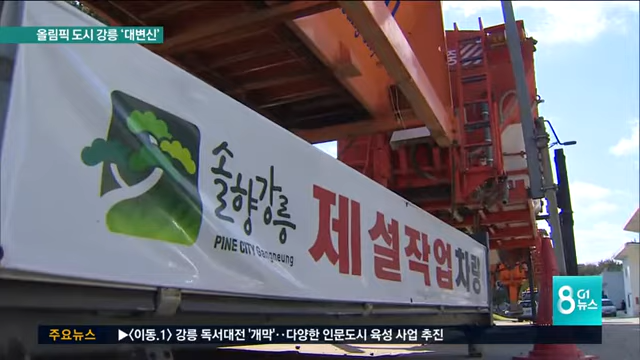 올림픽 도시 강릉 '대변신'
솔향강릉
PINE CITY Gangneung
제설작업차량
8 G1
뉴스
주요뉴스 ▶<이동.1> 강릉 독서대전 '개막'··다양한 인문도시 육성 사업 추진